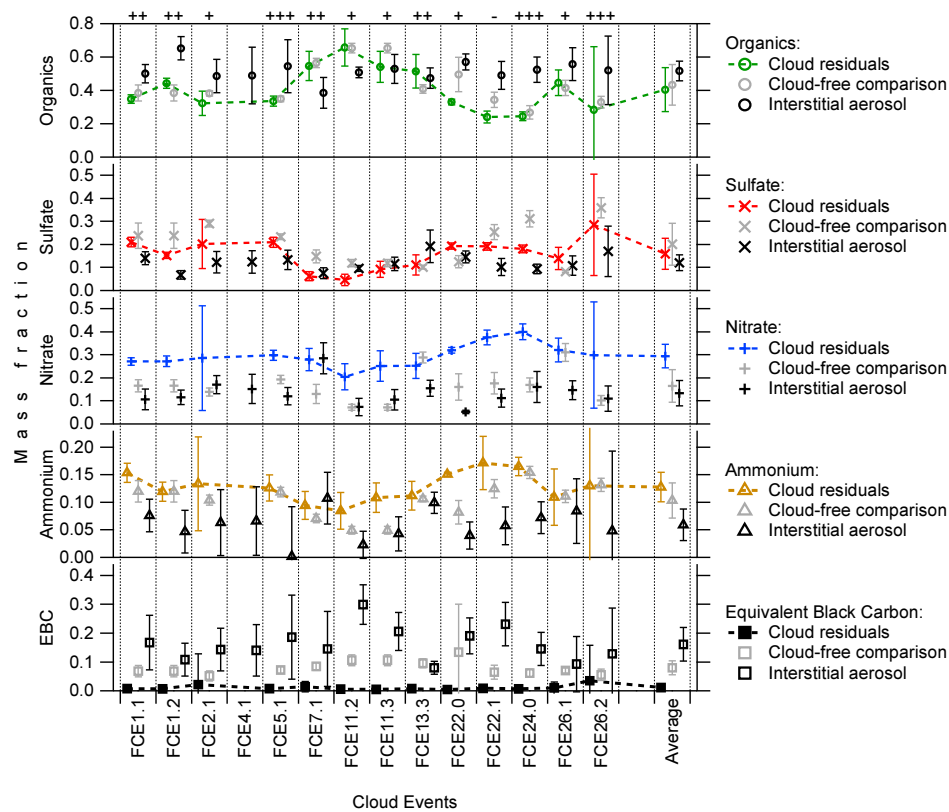 ++ ++ + +++ ++ + + ++ + - +++ + +++
0.8
0.6
0.4
0.2
0.0
Organics
Organics:
Cloud residuals
Cloud-free comparison
Interstitial aerosol
0.5
0.4
0.3
0.2
0.1
0.0
Sulfate
Sulfate:
Cloud residuals
Cloud-free comparison
Interstitial aerosol
0.5
0.4
0.3
0.2
0.1
0.0
Nitrate
Nitrate:
Cloud residuals
Cloud-free comparison
Interstitial aerosol
0.20
0.15
0.10
0.05
0.00
Ammonium
Ammonium:
Cloud residuals
Cloud-free comparison
Interstitial aerosol
0.4
0.3
0.2
0.1
0.0
EBC
Equivalent Black Carbon:
Cloud residuals
Cloud-free comparison
Interstitial aerosol
Mass fraction
FCE1.1
FCE1.2
FCE2.1
FCE4.1
FCE5.1
FCE7.1
FCE11.2
FCE11.3
FCE13.3
FCE22.0
FCE22.1
FCE24.0
FCE26.1
FCE26.2
Average
Cloud Events